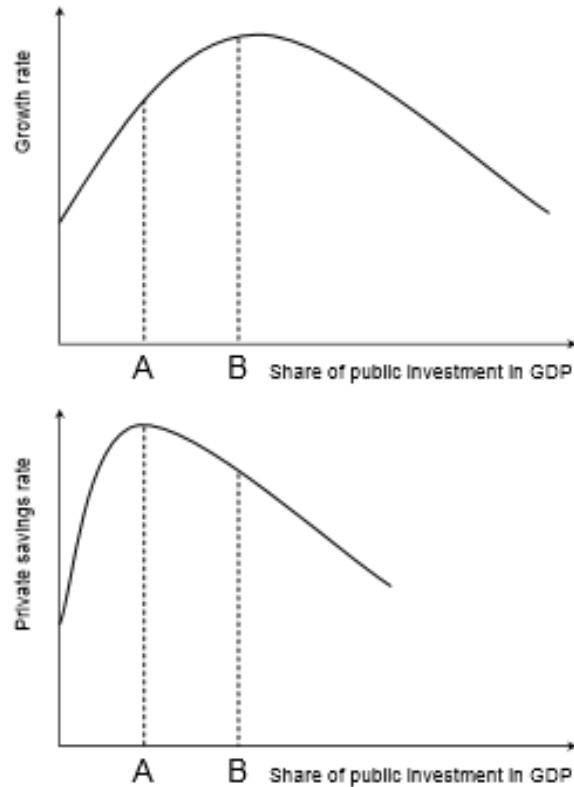 Growth rate
A B Share of public investment in GDP
Private savings rate
A B Share of public investment in GDP